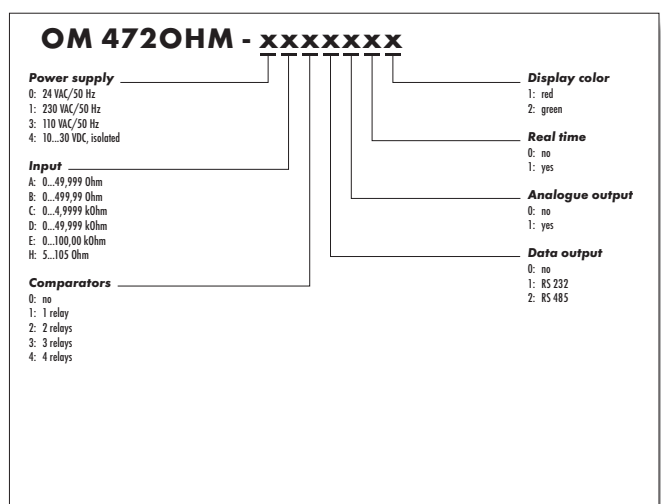 OM 472OHM - xxxxxxx
Power supply
0: 24 VAC/50 Hz
1: 230 VAC/50 Hz
3: 110 VAC/50 Hz
4: 10...30 VDC, isolated
Input
A: 0...49,999 Ohm
B: 0...499,99 Ohm
C: 0...4,9999 kOhm
D: 0...49,999 kOhm
E: 0...100,00 kOhm
H: 5...105 Ohm
Comparators
0: no
1: 1 relay
2: 2 relays
3: 3 relays
4: 4 relays
Display color
1: red
2: green
Real time
0: no
1: yes
Analogue output
0: no
1: yes
Data output
0: no
1: RS 232
2: RS 485